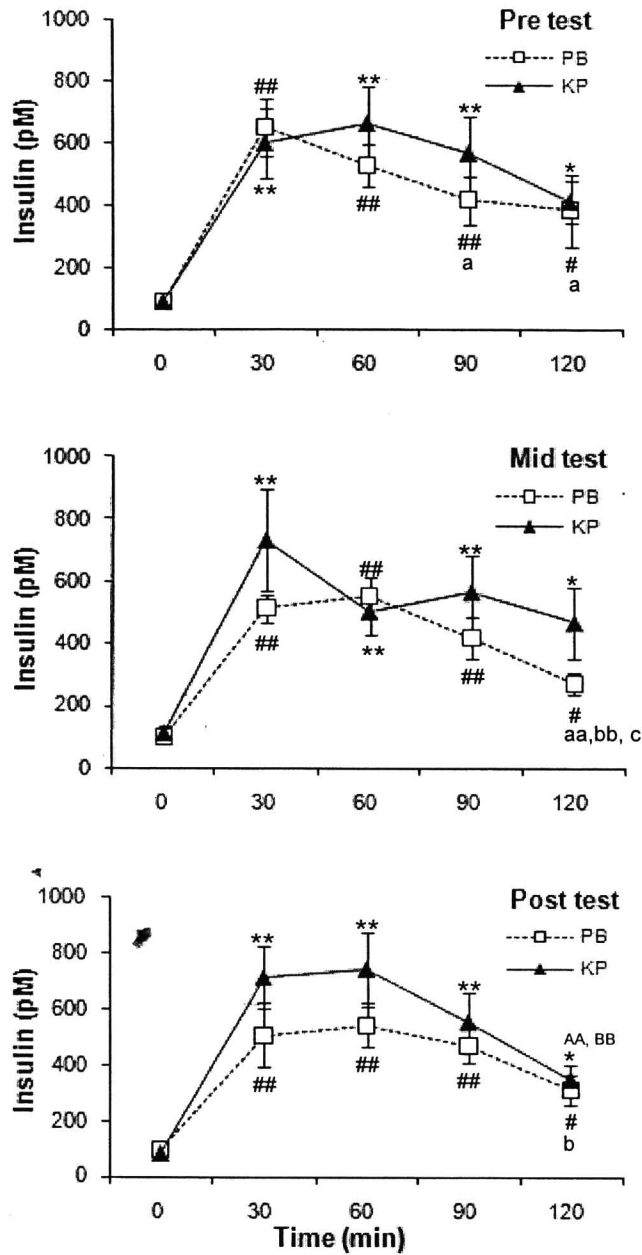 Pre test
PB
KP
Insulin (pM)
1000
800
600
400
200
0
## ** ** *
** ## ## #
a a
0 30 60 90 120
Mid test
PB
KP
Insulin (pM)
1000
800
600
400
200
0
** ## ** *
## ** ## #
aa,bb, c
0 30 60 90 120
Post test
PB
KP
Insulin (pM)
1000
800
600
400
200
0
** ** **
AA, BB
*
## ## ## #
b
0 30 60 90 120
Time (min)